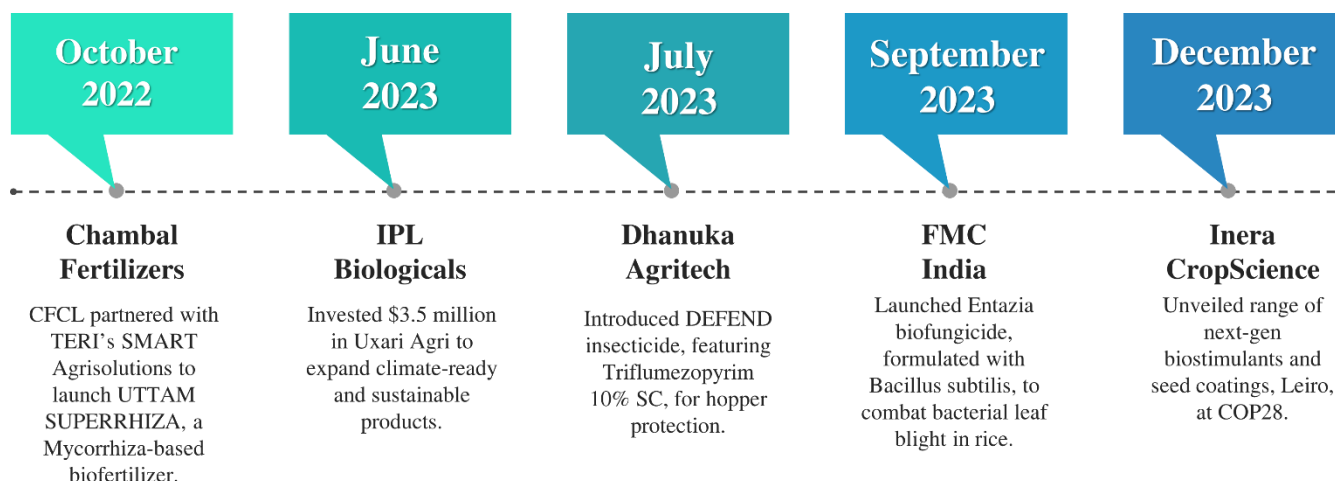 October
2022
June
2023
July
2023
September
2023
December
2023
Chambal
Fertilizers
CFCL partnered with
TERI’s SMART
Agrisolutions to
launch UTTAM
SUPERRHIZA, a
Mycorrhiza-based
biofertilizer.
IPL
Biologicals
Invested $3.5 million
in Uxari Agri to
expand climate-ready
and sustainable
products.
Dhanuka
Agritech
Introduced DEFEND
insecticide, featuring
Triflumezopyrim
10% SC, for hopper
protection.
FMC
India
Launched Entazia
biofungicide,
formulated with
Bacillus subtilis, to
combat bacterial leaf
blight in rice.
Inera
CropScience
Unveiled range of
next-gen
biostimulants and
seed coatings, Leiro,
at COP28.